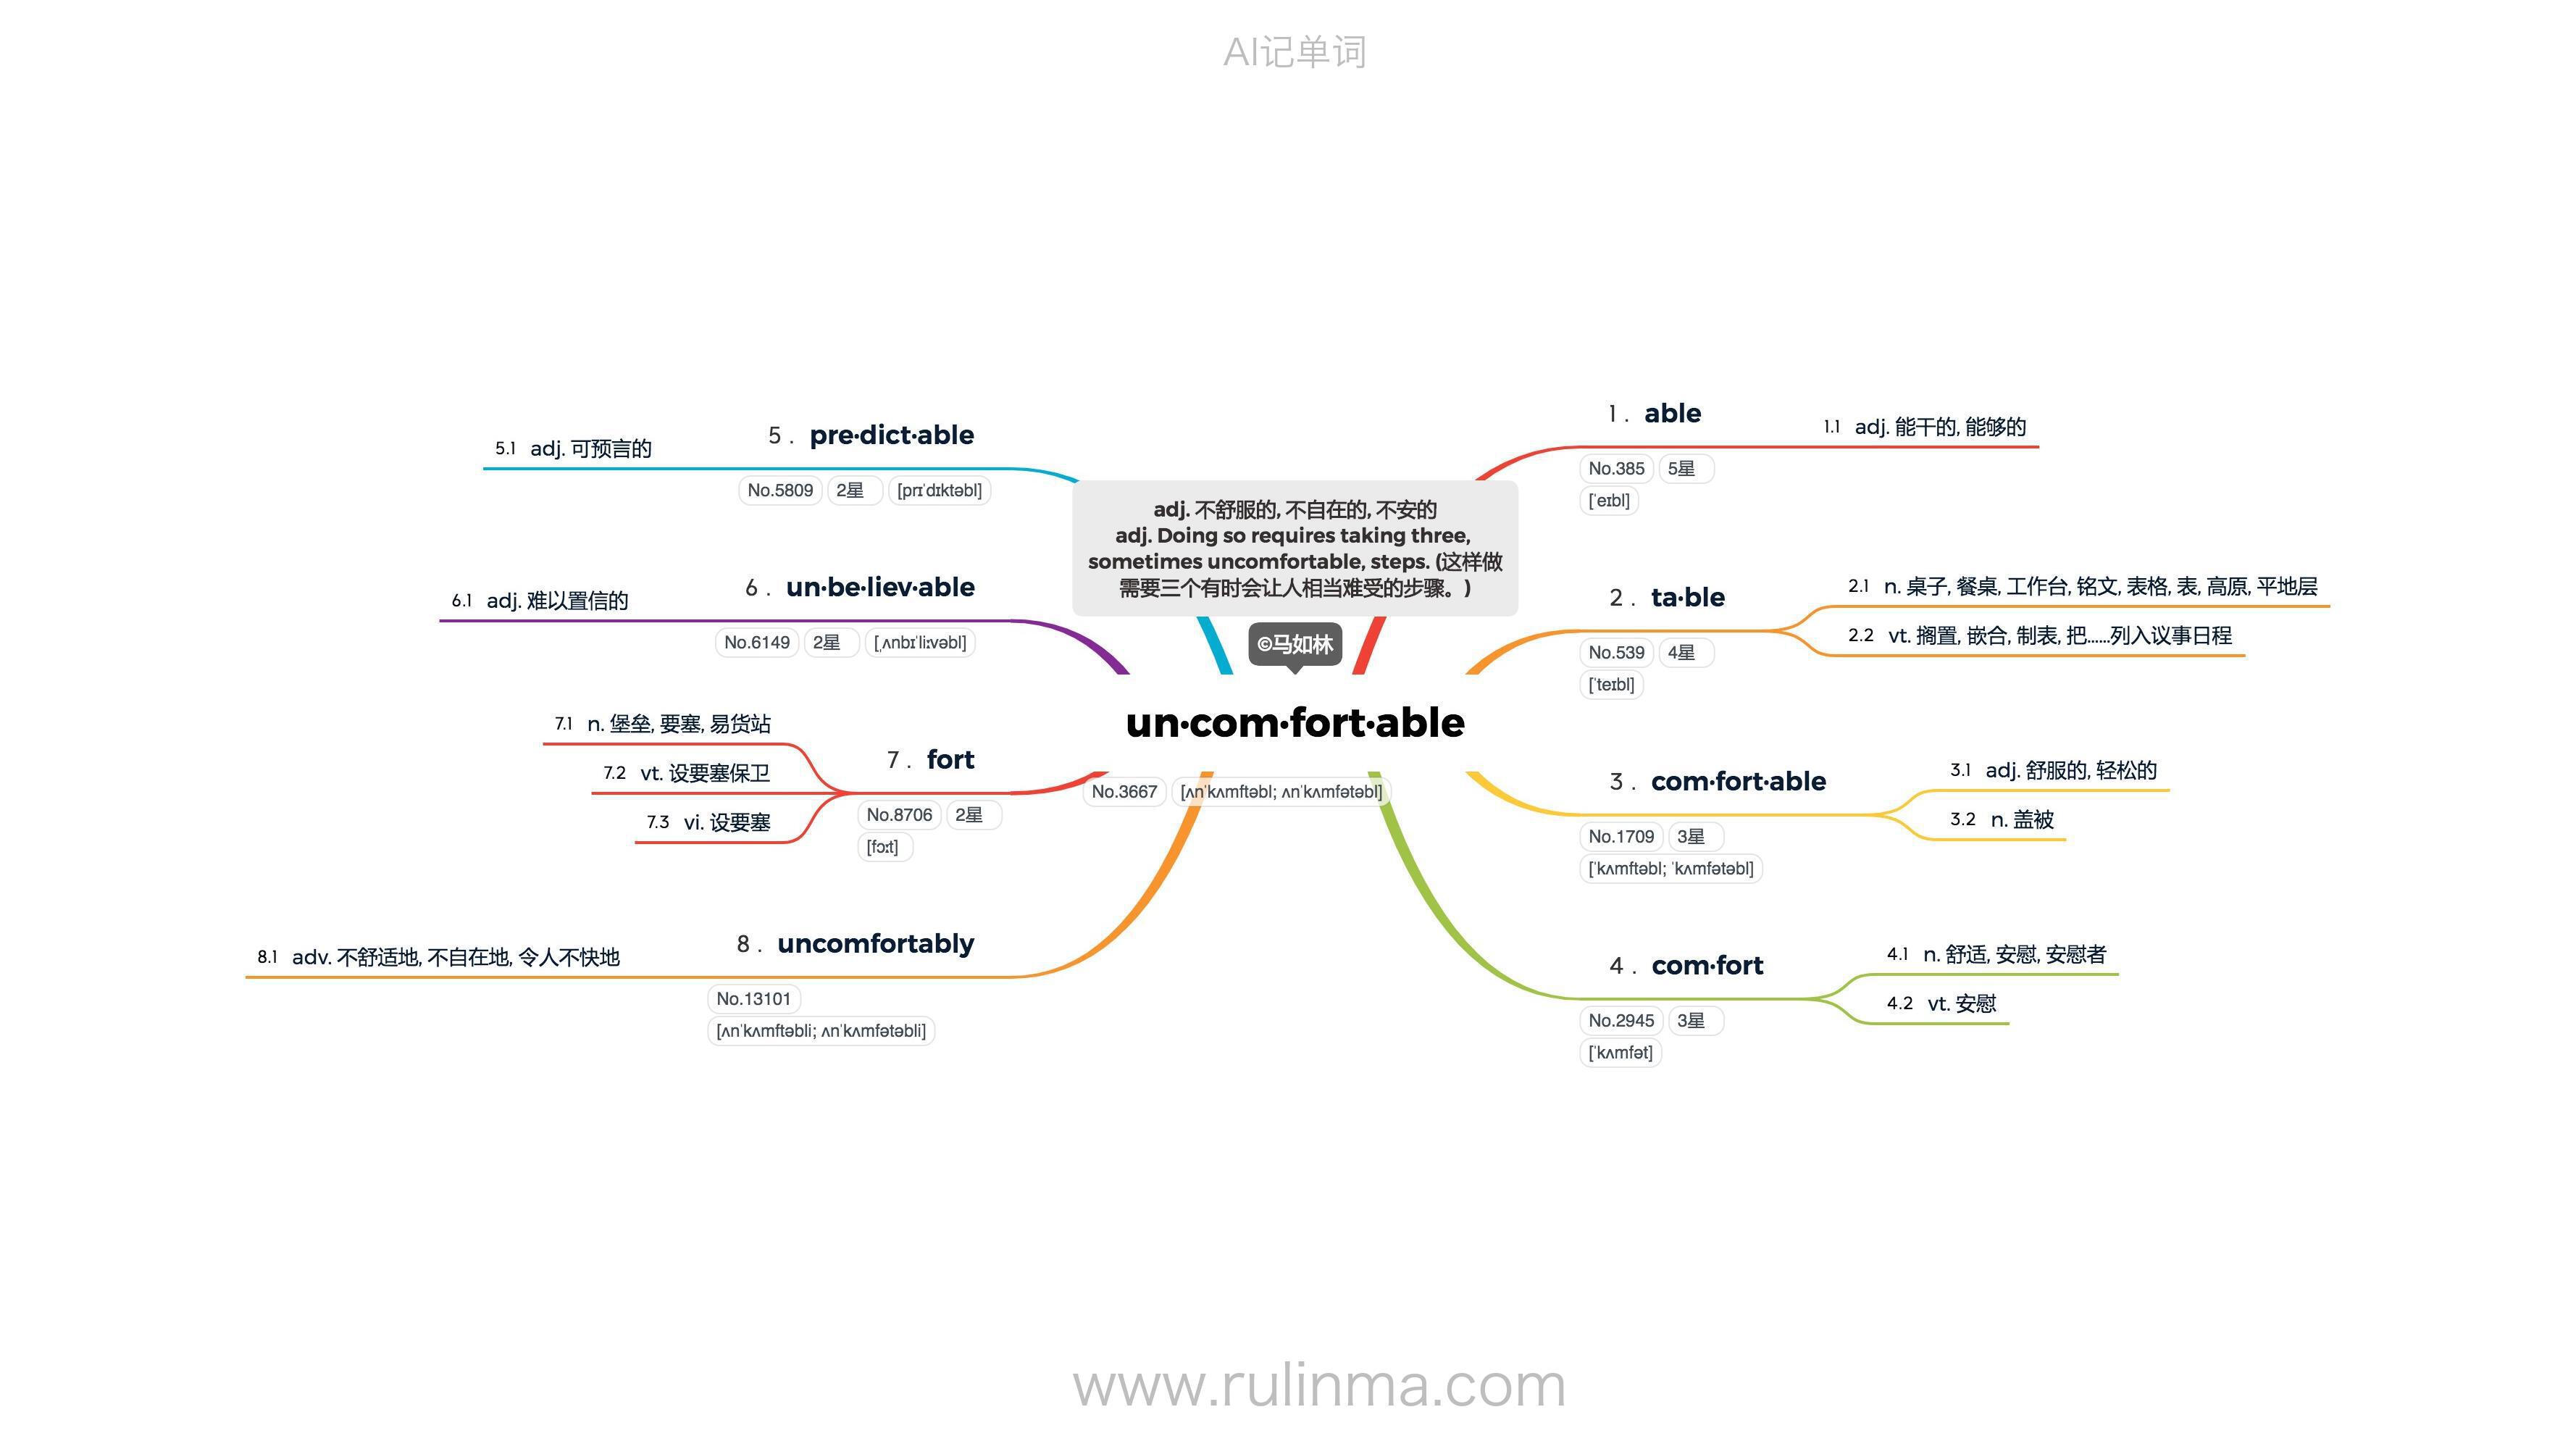 AI记单词
adj. 不舒服的, 不自在的, 不安的
adj. Doing so requires taking three,
sometimes uncomfortable, steps. (这样做
需要三个有时会让人相当难受的步骤。)
©马如林
un·com·fort·able
No.3667 [ʌnˈkʌmftəbl; ʌnˈkʌmfətəbl]
1 . able
No.385 5星
[ˈeɪbl]
1.1 adj. 能干的, 能够的
2 . ta·ble
No.539 4星
[ˈteɪbl]
2.1 n. 桌子, 餐桌, 工作台, 铭文, 表格, 表, 高原, 平地层
2.2 vt. 搁置, 嵌合, 制表, 把……列入议事日程
3 . com·fort·able
No.1709 3星
[ˈkʌmftəbl; ˈkʌmfətəbl]
3.1 adj. 舒服的, 轻松的
3.2 n. 盖被
4 . com·fort
No.2945 3星
[ˈkʌmfət]
4.1 n. 舒适, 安慰, 安慰者
4.2 vt. 安慰
5 . pre·dict·able
No.5809 2星 [prɪˈdɪktəbl]
5.1 adj. 可预言的
6 . un·be·liev·able
No.6149 2星 [ˌʌnbɪˈliːvəbl]
6.1 adj. 难以置信的
7 . fort
No.8706 2星
[fɔːt]
7.1 n. 堡垒, 要塞, 易货站
7.2 vt. 设要塞保卫
7.3 vi. 设要塞
8 . uncomfortably
No.13101
[ʌnˈkʌmftəbli; ʌnˈkʌmfətəbli]
8.1 adv. 不舒适地, 不自在地, 令人不快地
www.rulinma.com